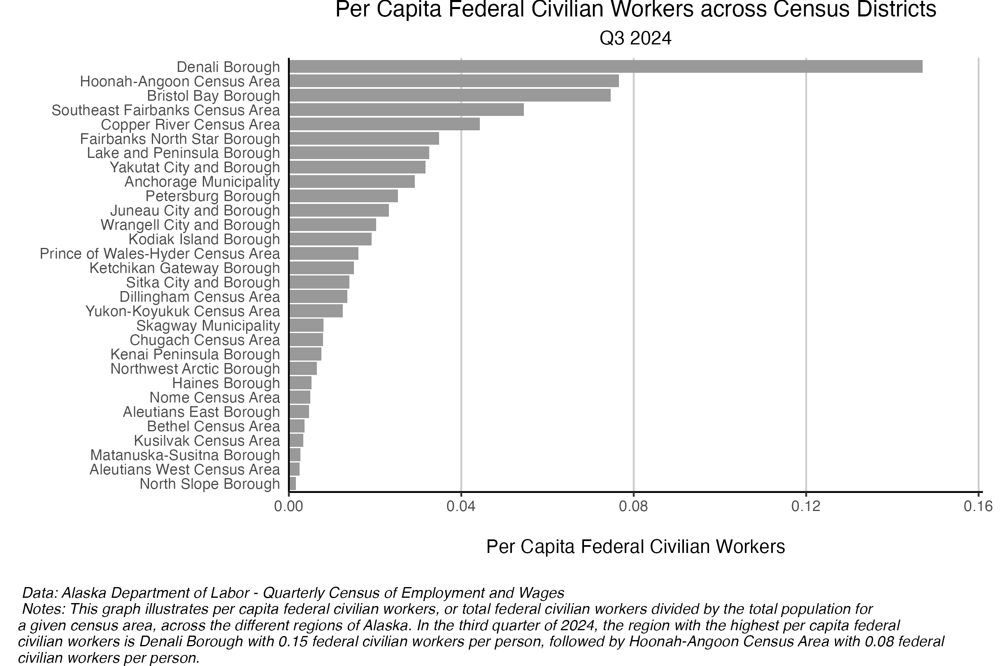 Per Capita Federal Civilian Workers across Census Districts
Q3 2024
Denali Borough
Hoonah-Angoon Census Area
Bristol Bay Borough
Southeast Fairbanks Census Area
Copper River Census Area
Fairbanks North Star Borough
Lake and Peninsula Borough
Yakutat City and Borough
Anchorage Municipality
Petersburg Borough
Juneau City and Borough
Wrangell City and Borough
Kodiak Island Borough
Prince of Wales-Hyder Census Area
Ketchikan Gateway Borough
Sitka City and Borough
Dillingham Census Area
Yukon-Koyukuk Census Area
Skagway Municipality
Chugach Census Area
Kenai Peninsula Borough
Northwest Arctic Borough
Haines Borough
Nome Census Area
Aleutians East Borough
Bethel Census Area
Kusilvak Census Area
Matanuska-Susitna Borough
Aleutians West Census Area
North Slope Borough
0.00 0.04 0.08 0.12 0.16
Per Capita Federal Civilian Workers
Data: Alaska Department of Labor - Quarterly Census of Employment and Wages
Notes: This graph illustrates per capita federal civilian workers, or total federal civilian workers divided by the total population for
a given census area, across the different regions of Alaska. In the third quarter of 2024, the region with the highest per capita federal
civilian workers is Denali Borough with 0.15 federal civilian workers per person, followed by Hoonah-Angoon Census Area with 0.08 federal
civilian workers per person.